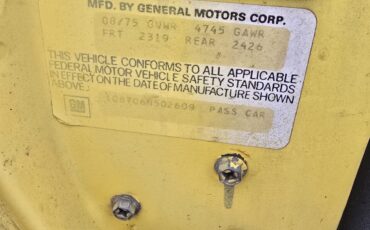 MFD. BY GENERAL MOTORS CORP.
08/75 GVWR 4745 GAWR
FRT 2319 REAR 2426
THIS VEHICLE CONFORMS TO ALL APPLICABLE
FEDERAL MOTOR VEHICLE SAFETY STANDARDS
IN EFFECT ON THE DATE OF MANUFACTURE SHOWN
ABOVE.
GM
PASS CAR